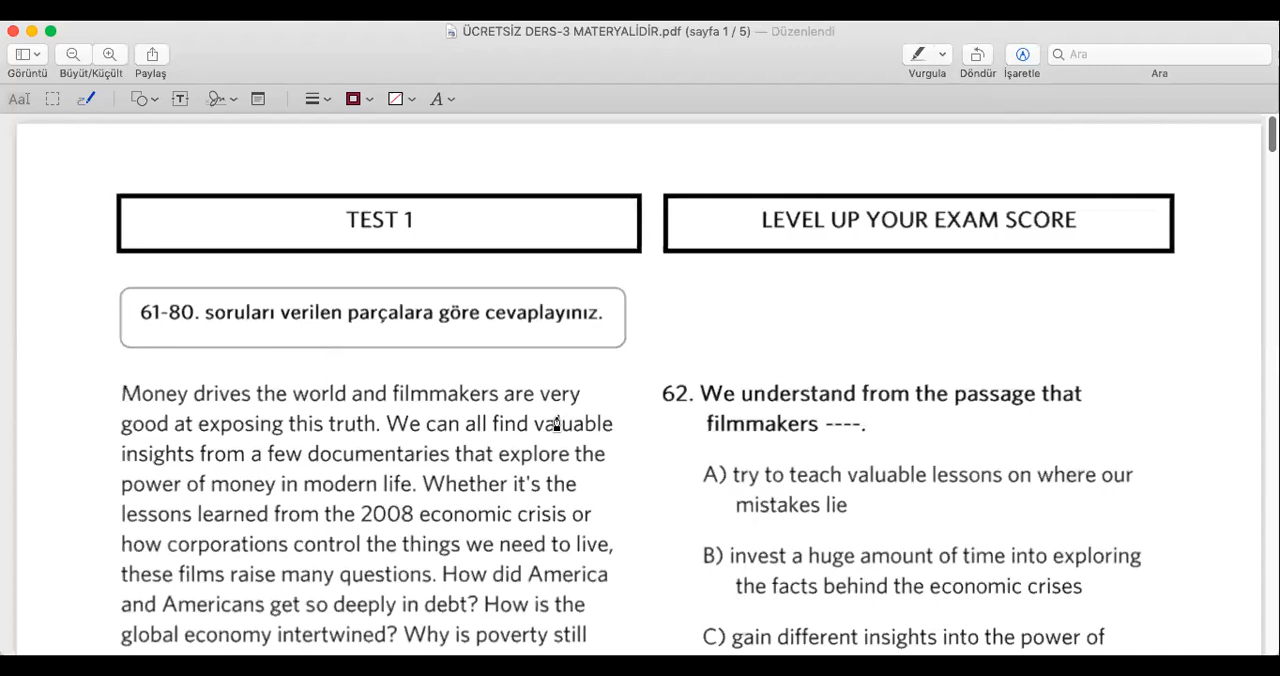 ÜCRETSİZ DERS-3 MATERYALİDİR.pdf (sayfa 1 / 5) — Düzenlendi
Görüntü
Büyüt/Küçült
Paylaş
Vurgula
Döndür
İşaretle
Ara
Ara
AaI
T
A
TEST 1
LEVEL UP YOUR EXAM SCORE
61-80. soruları verilen parçalara göre cevaplayınız.
Money drives the world and filmmakers are very
good at exposing this truth. We can all find valuable
insights from a few documentaries that explore the
power of money in modern life. Whether it's the
lessons learned from the 2008 economic crisis or
how corporations control the things we need to live,
these films raise many questions. How did America
and Americans get so deeply in debt? How is the
global economy intertwined? Why is poverty still
62. We understand from the passage that
filmmakers ----.
A) try to teach valuable lessons on where our
mistakes lie
B) invest a huge amount of time into exploring
the facts behind the economic crises
C) gain different insights into the power of